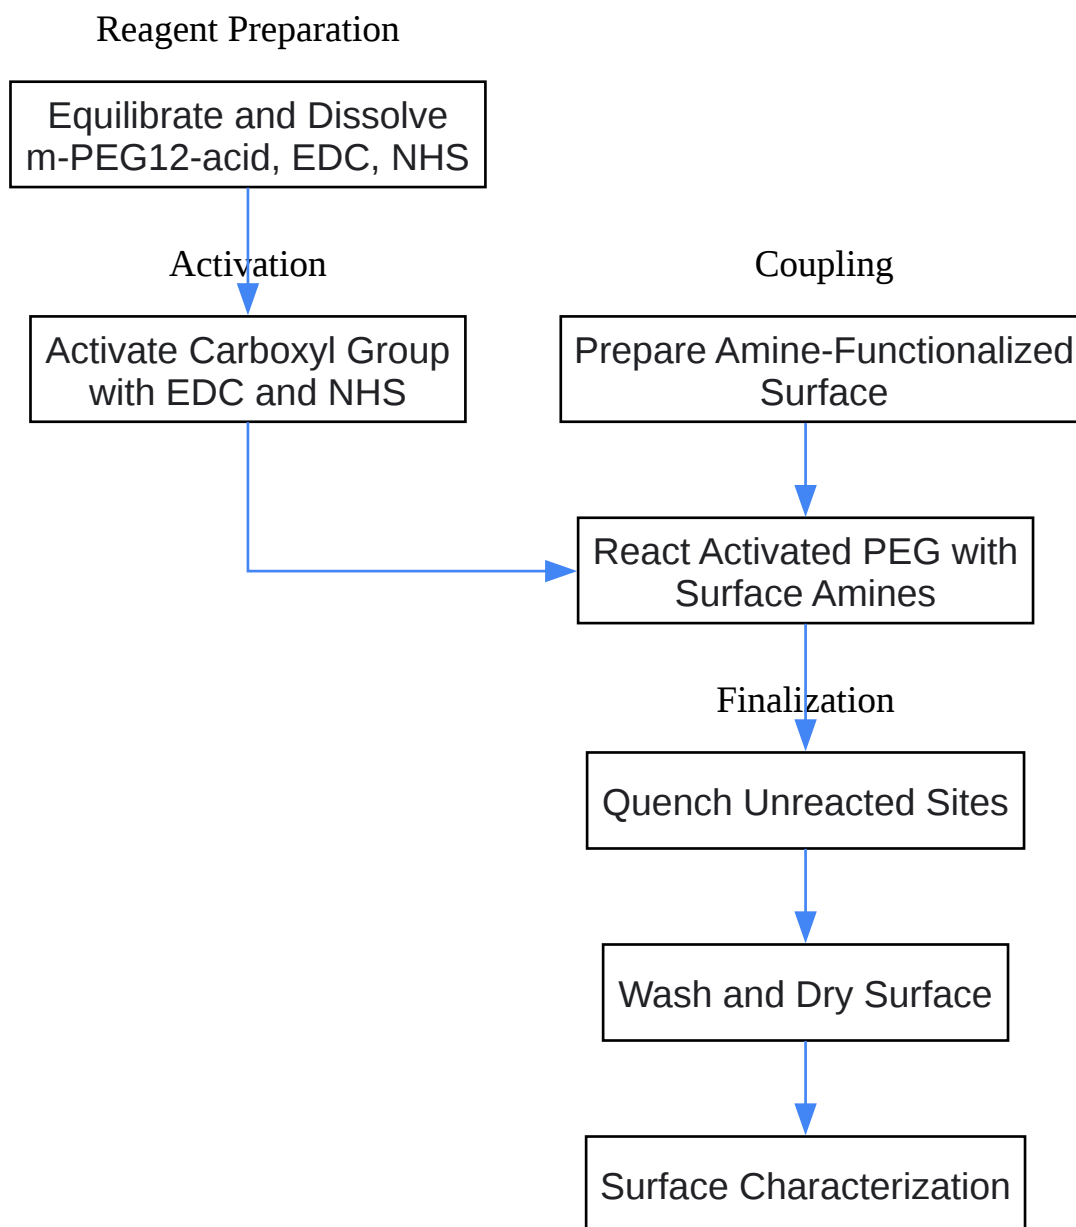 Reagent Preparation
Equilibrate and Dissolve
m-PEG12-acid, EDC, NHS
Activation
Activate Carboxyl Group
with EDC and NHS
Coupling
Prepare Amine-Functionalized
Surface
React Activated PEG with
Surface Amines
Finalization
Quench Unreacted Sites
Wash and Dry Surface
Surface Characterization